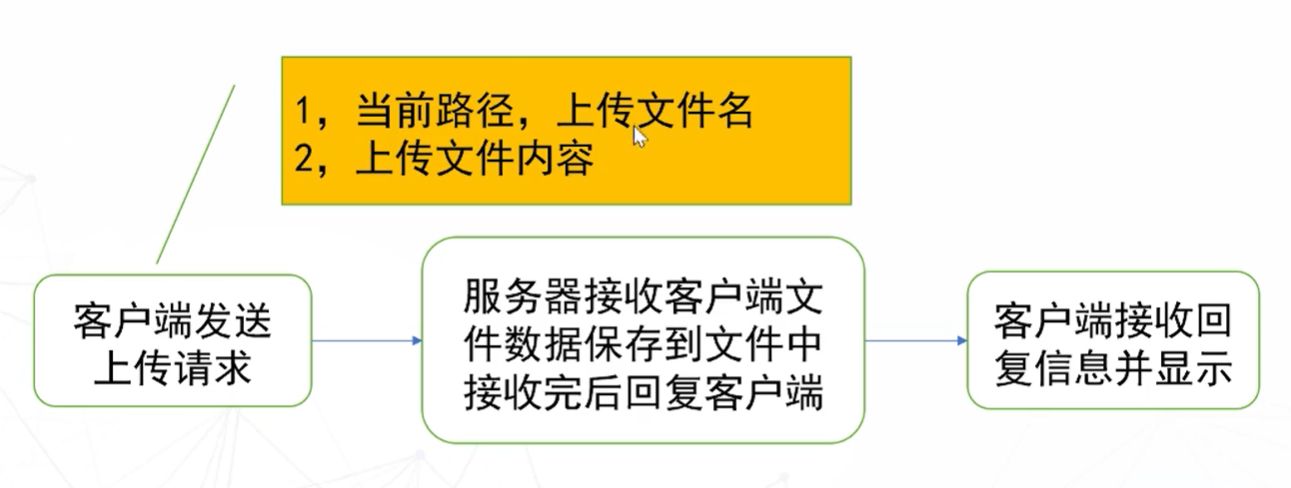 1，当前路径，上传文件名
2，上传文件内容
客户端发送
上传请求
服务器接收客户端文
件数据保存到文件中
接收完后回复客户端
客户端接收回
复信息并显示